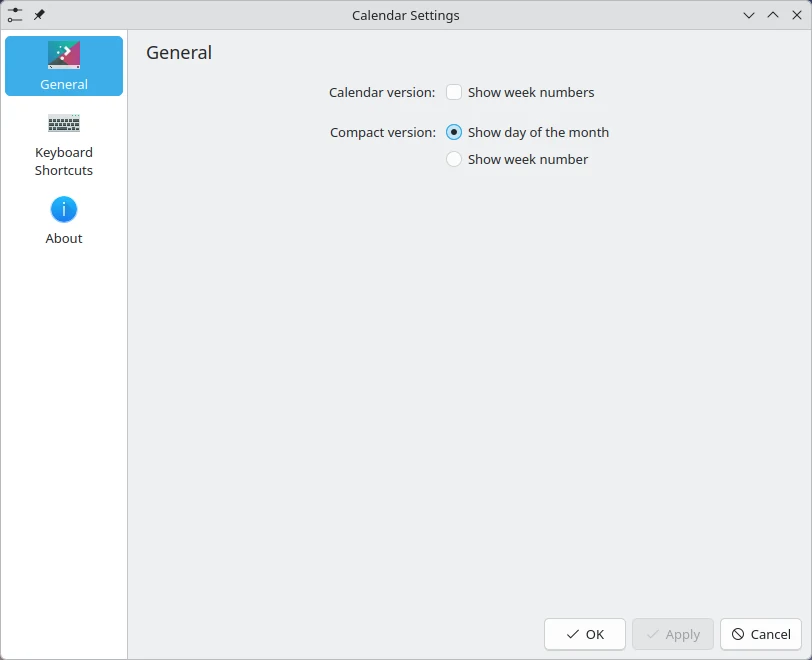 Calendar Settings
General
Keyboard
Shortcuts
i
About
General
Calendar version: Show week numbers
Compact version: Show day of the month
Show week number
OK Apply Cancel